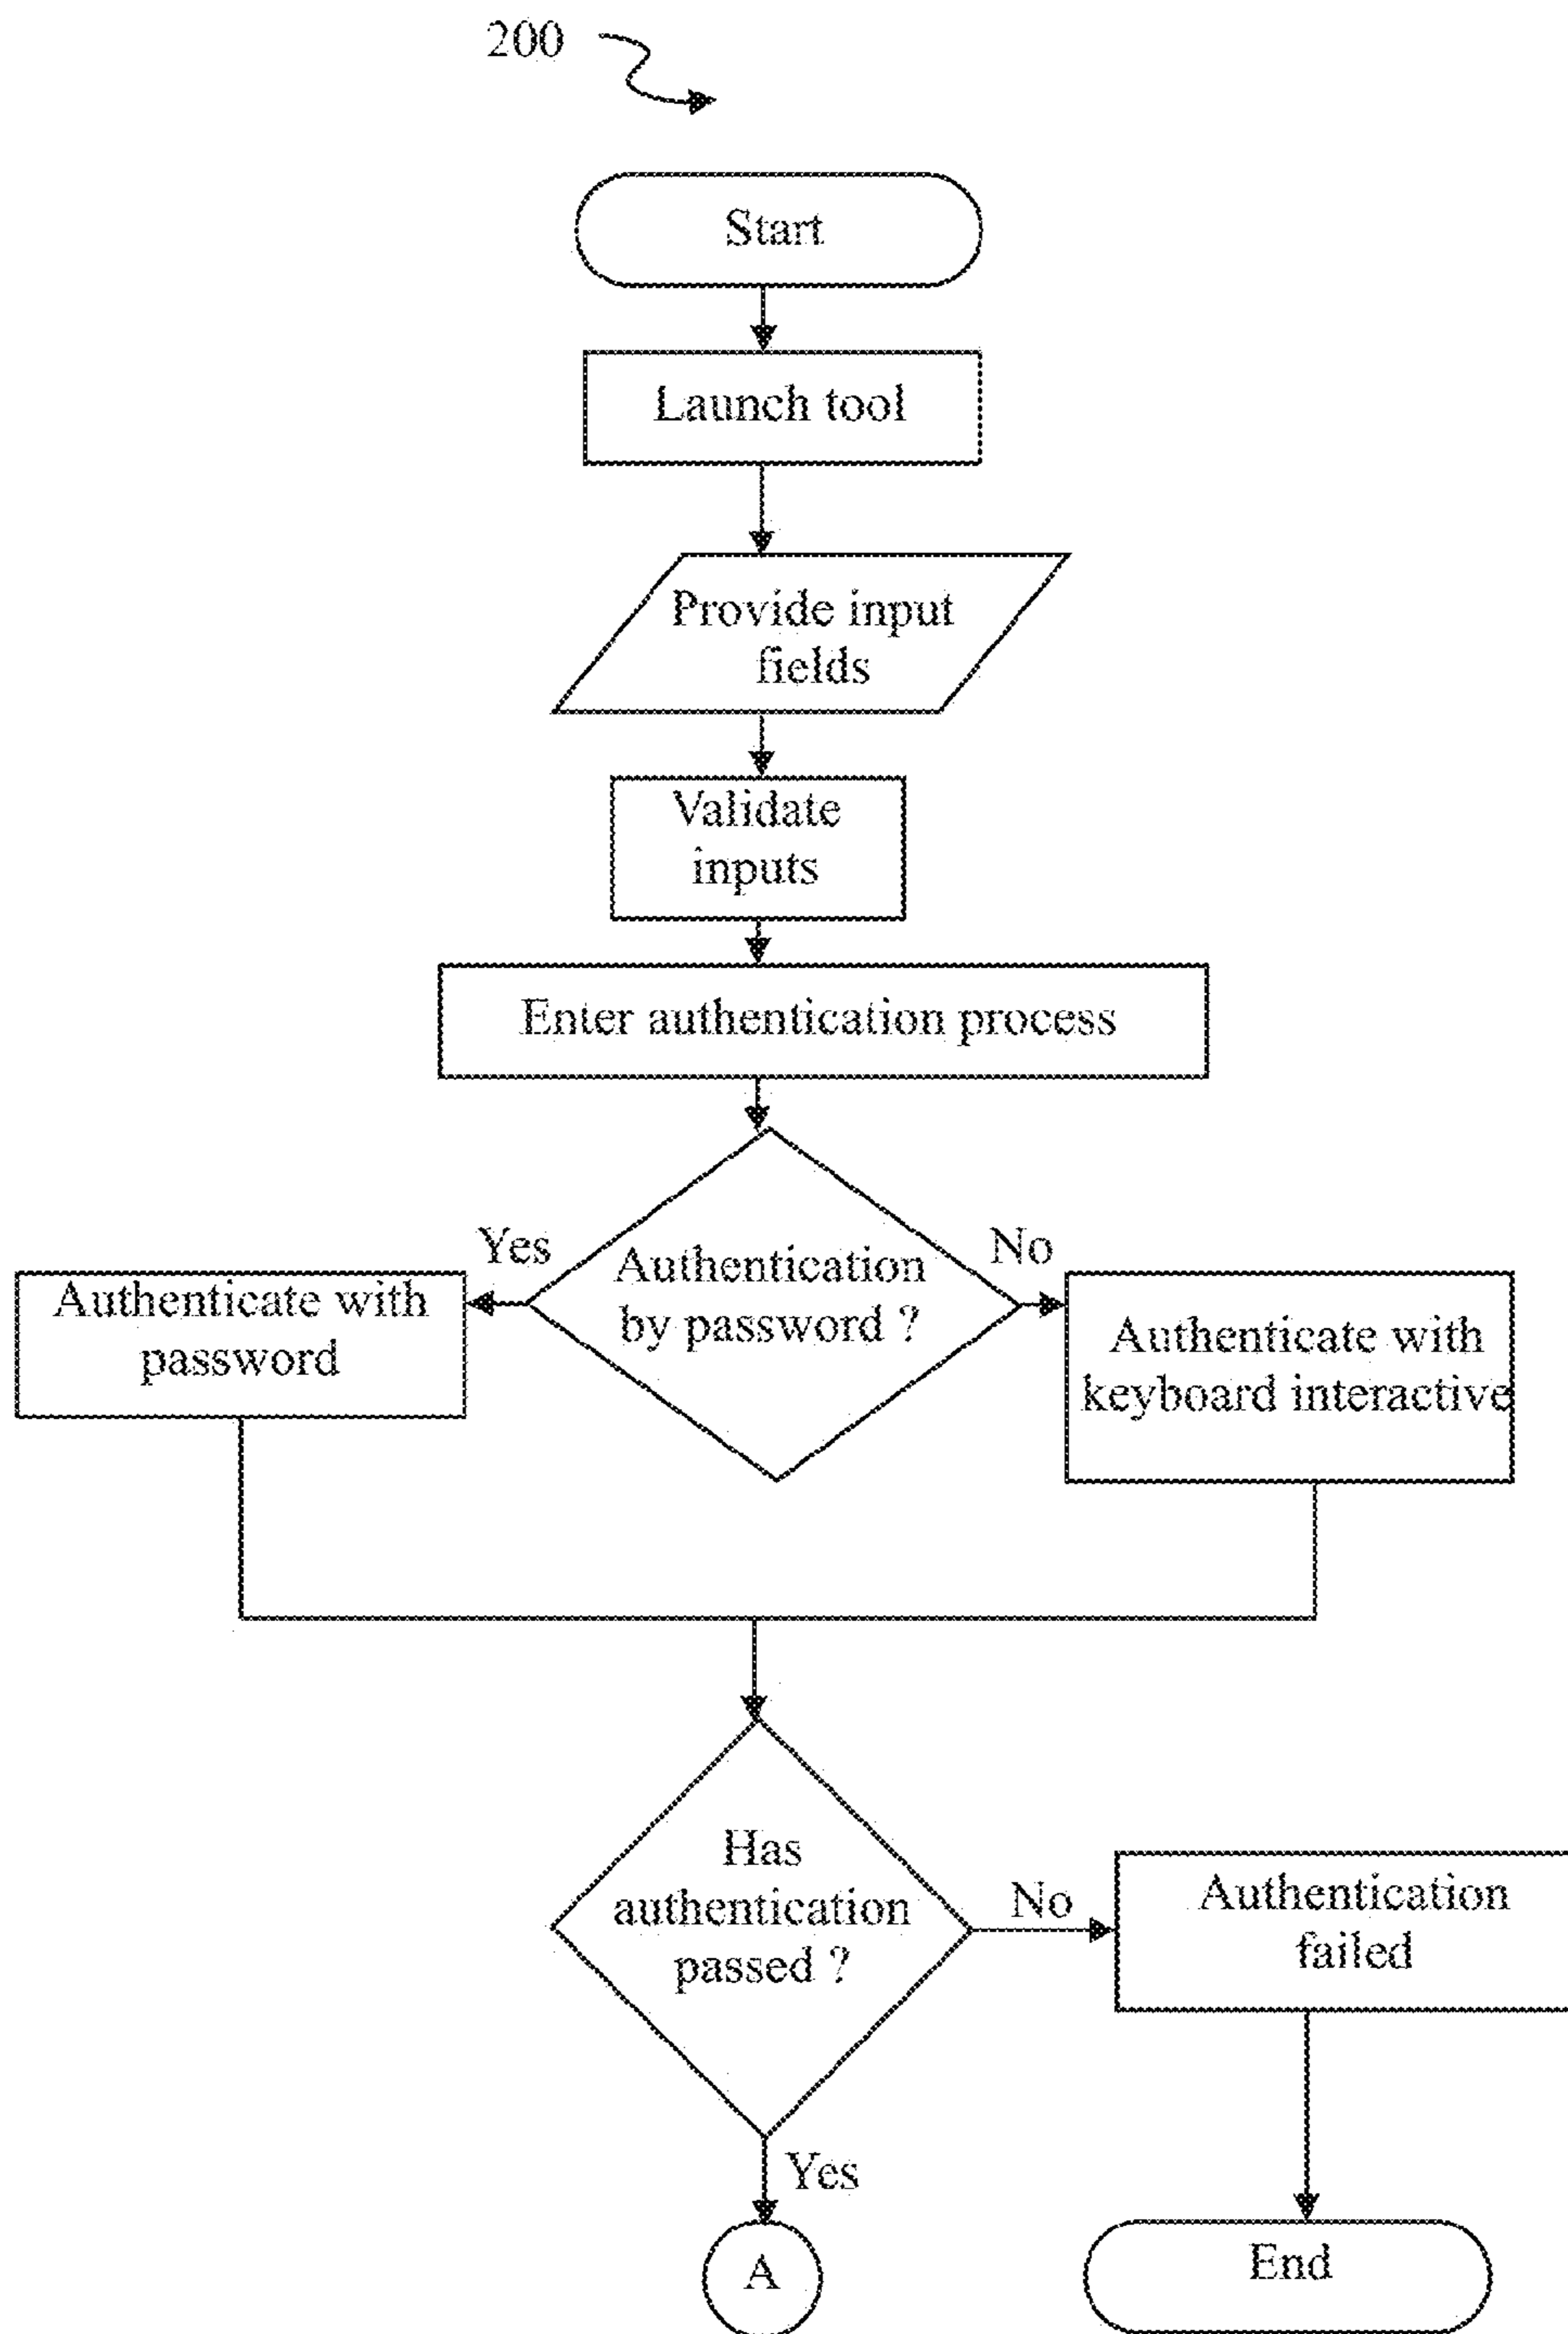 200
Start
Launch tool
Provide input
fields
Validate
inputs
Enter authentication process
Yes
No
Authentication
by password ?
Authenticate with
password
Authenticate with
keyboard interactive
Has
authentication
passed ?
No
Authentication
failed
Yes
A
End